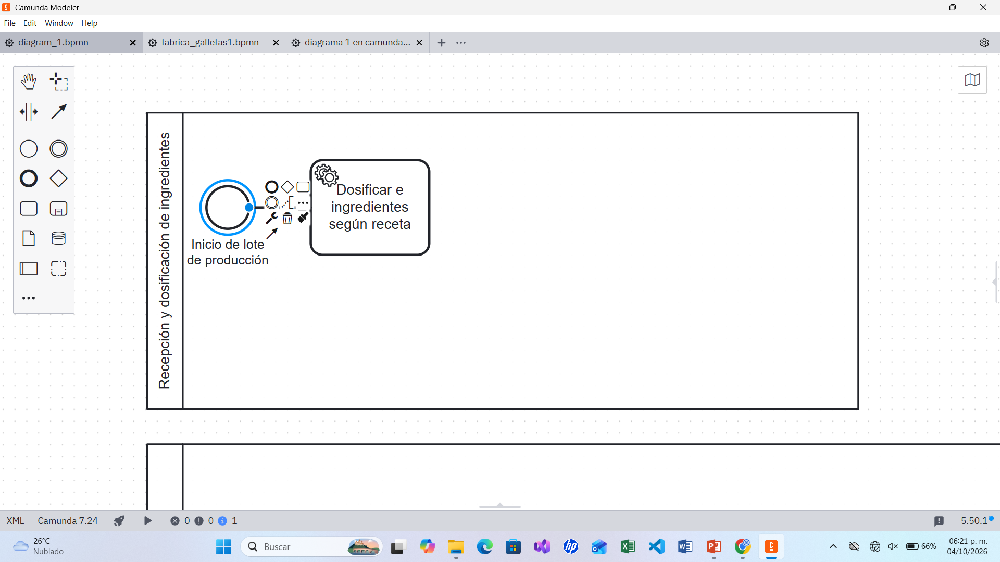 Camunda Modeler
File Edit Window Help
diagram_1.bpmn fabrica_galletas1.bpmn diagrama 1 en camunda...
Recepción y dosificación de ingredientes
Dosificar e
ingredientes
según receta
Inicio de lote
de producción
XML Camunda 7.24 0 0 1 5.50.1
26°C
Nublado
Buscar
66%
06:21 p. m.
04/10/2026